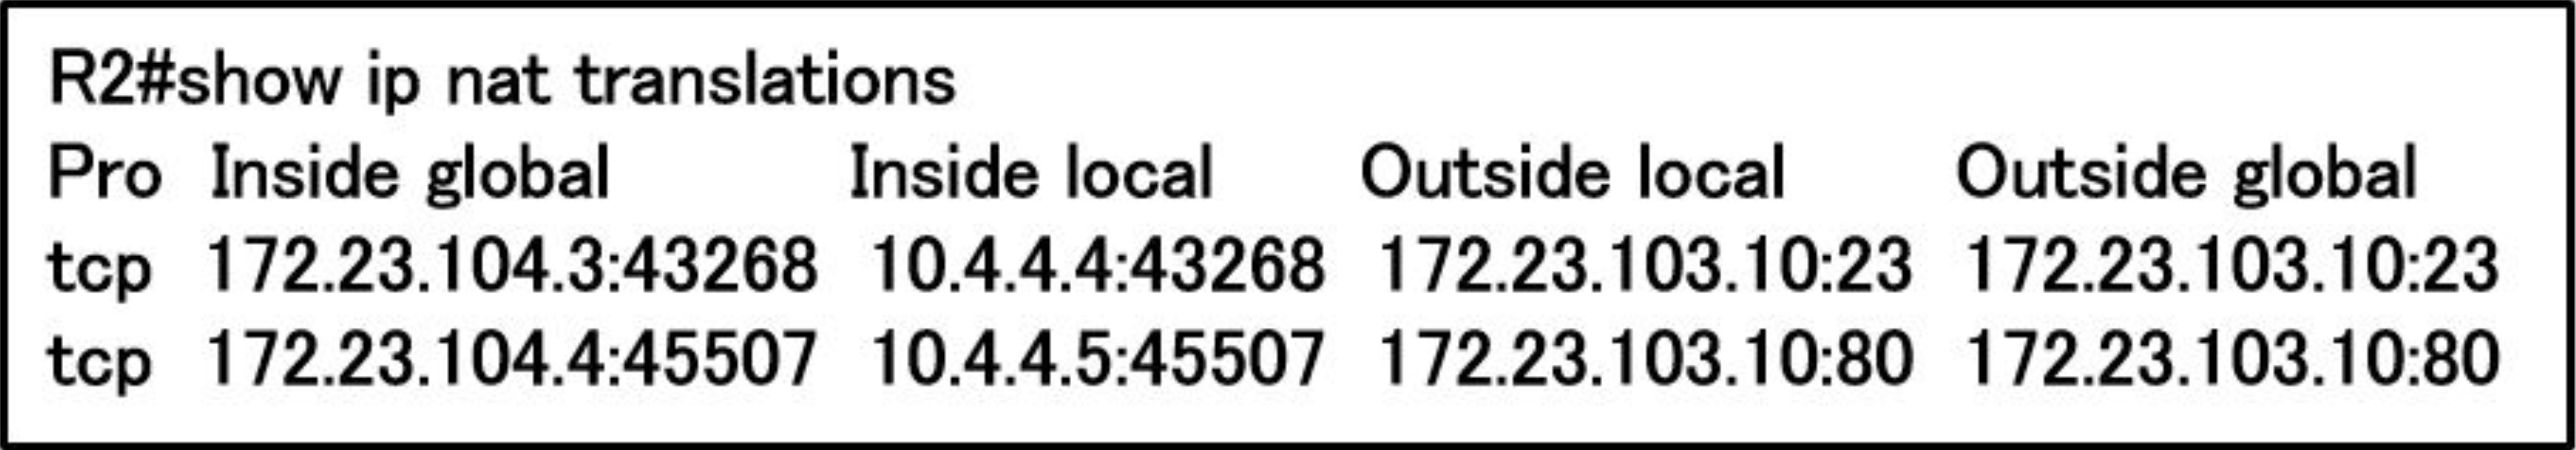 R2#show ip nat translations
Pro Inside global Inside local Outside local Outside global
tcp 172.23.104.3:43268 10.4.4.4:43268 172.23.103.10:23 172.23.103.10:23
tcp 172.23.104.4:45507 10.4.4.5:45507 172.23.103.10:80 172.23.103.10:80